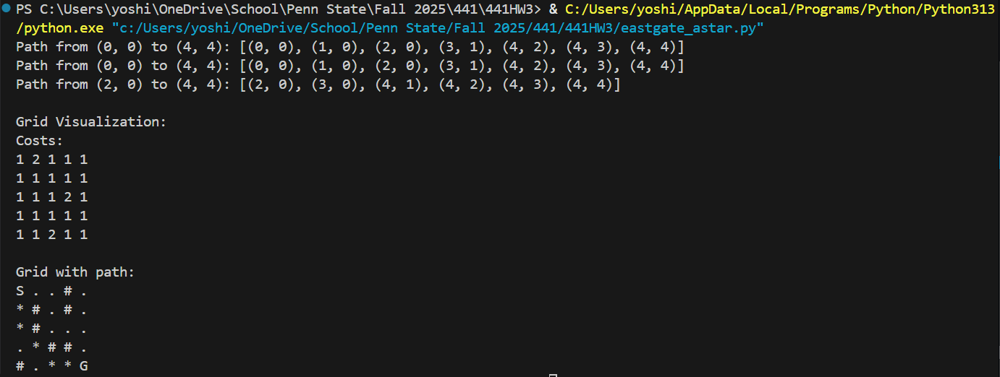 PS C:\Users\yoshi\OneDrive\School\Penn State\Fall 2025\441\441HW3> & C:/Users/yoshi/AppData/Local/Programs/Python/Python313
/python.exe "c:/Users/yoshi/OneDrive/School/Penn State/Fall 2025/441/441HW3/eastgate_astar.py"
Path from (0, 0) to (4, 4): [(0, 0), (1, 0), (2, 0), (3, 1), (4, 2), (4, 3), (4, 4)]
Path from (0, 0) to (4, 4): [(0, 0), (1, 0), (2, 0), (3, 1), (4, 2), (4, 3), (4, 4)]
Path from (2, 0) to (4, 4): [(2, 0), (3, 0), (4, 1), (4, 2), (4, 3), (4, 4)]
Grid Visualization:
Costs:
1 2 1 1 1
1 1 1 1 1
1 1 1 2 1
1 1 1 1 1
1 1 2 1 1
Grid with path:
S . . # .
* # . # .
* # . . .
. * # # .
# . * * G